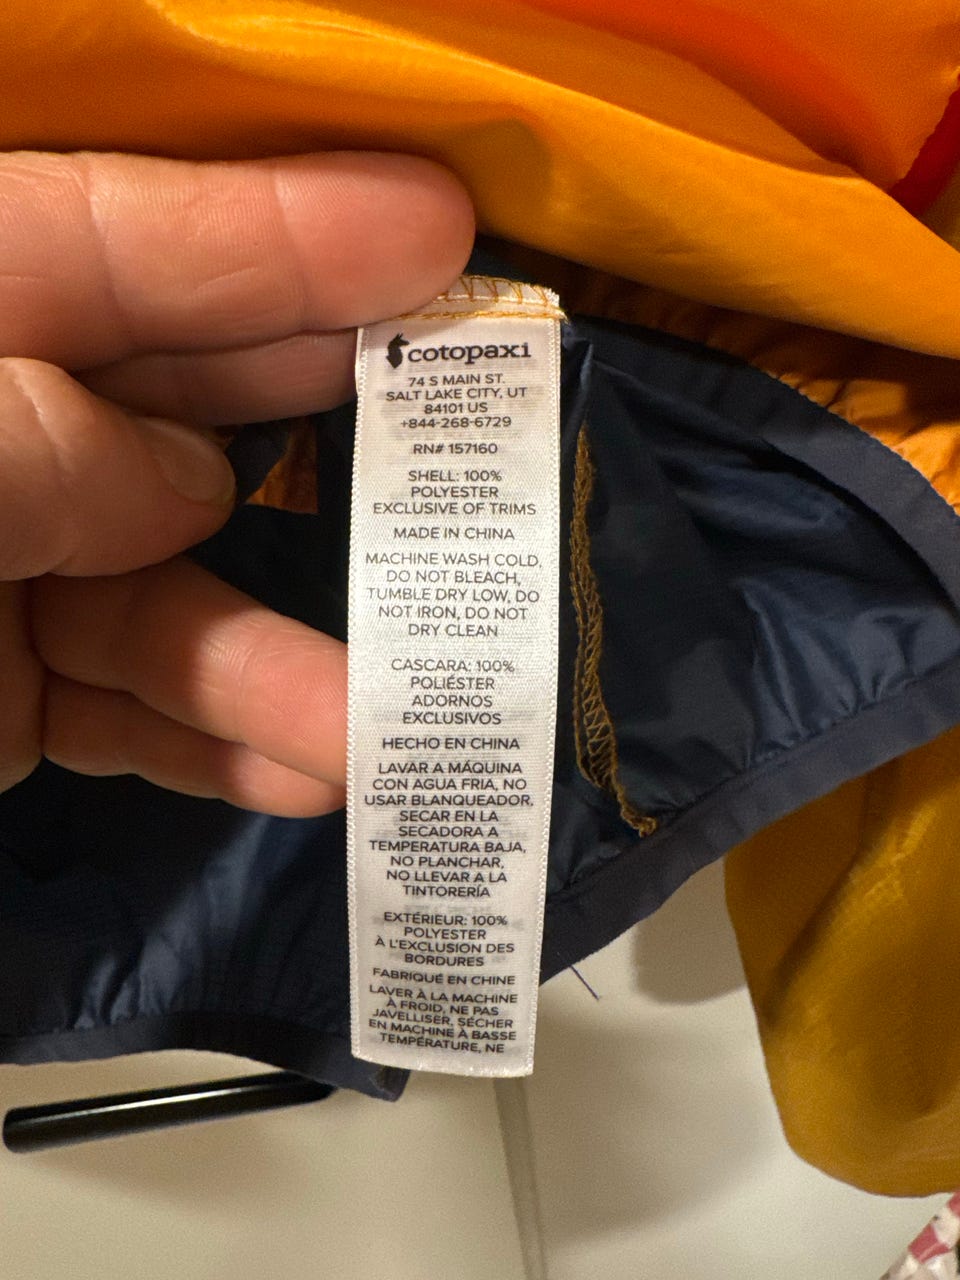 cotopaxi
74 S MAIN ST.
SALT LAKE CITY, UT
84101 US
+844-268-6729
RN# 157160
SHELL: 100%
POLYESTER
EXCLUSIVE OF TRIMS
MADE IN CHINA
MACHINE WASH COLD,
DO NOT BLEACH,
TUMBLE DRY LOW, DO
NOT IRON, DO NOT
DRY CLEAN
CASCARA: 100%
POLIÉSTER
ADORNOS
EXCLUSIVOS
HECHO EN CHINA
LAVAR A MÁQUINA
CON AGUA FRIA, NO
USAR BLANQUEADOR,
SECAR EN LA
SECADORA A
TEMPERATURA BAJA,
NO PLANCHAR,
NO LLEVAR A LA
TINTORERÍA
EXTÉRIEUR: 100%
POLYESTER
À L'EXCLUSION DES
BORDURES
FABRIQUÉ EN CHINE
LAVER À LA MACHINE
À FROID, NE PAS
JAVELLISER, SÉCHER
EN MACHINE À BASSE
TEMPÉRATURE, NE